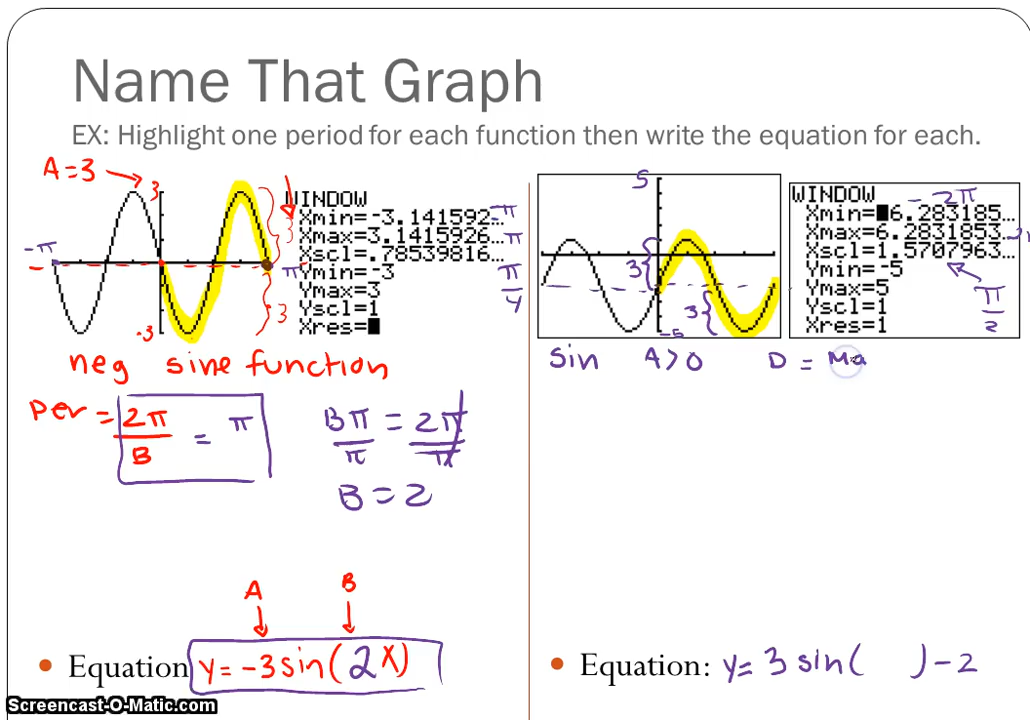 Name That Graph
EX: Highlight one period for each function then write the equation for each.
A=3
3
-π
π
-3
3
3
WINDOW
Xmin=-3.141592… -π
Xmax=3.1415926… π
Xscl=.78539816… π/4
Ymin=-3
Ymax=3
Yscl=1
Xres=
neg sine function
Per = 2π/B = π
Bπ/π = 2π/π
B = 2
A
B
Equation y= -3 sin( 2x)
5
3
3
-5
WINDOW
-2π
Xmin=6.283185…
Xmax=6.2831853…
Xscl=1.5707963…
Ymin=-5
Ymax=5
π/2
Yscl=1
Xres=1
sin A>0 D = Ma
Equation: y= 3 sin( ) -2
Screencast-O-Matic.com